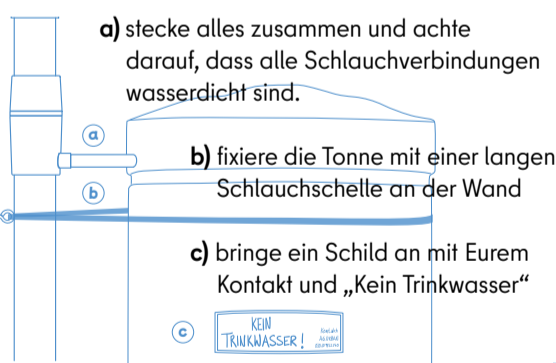 a) stecke alles zusammen und achte
darauf, dass alle Schlauchverbindungen
wasserdicht sind.
a
b) fixiere die Tonne mit einer langen
Schlauchschelle an der Wand
b
c) bringe ein Schild an mit Eurem
Kontakt und „Kein Trinkwasser“
c
KEIN
TRINKWASSER!
Kontakt